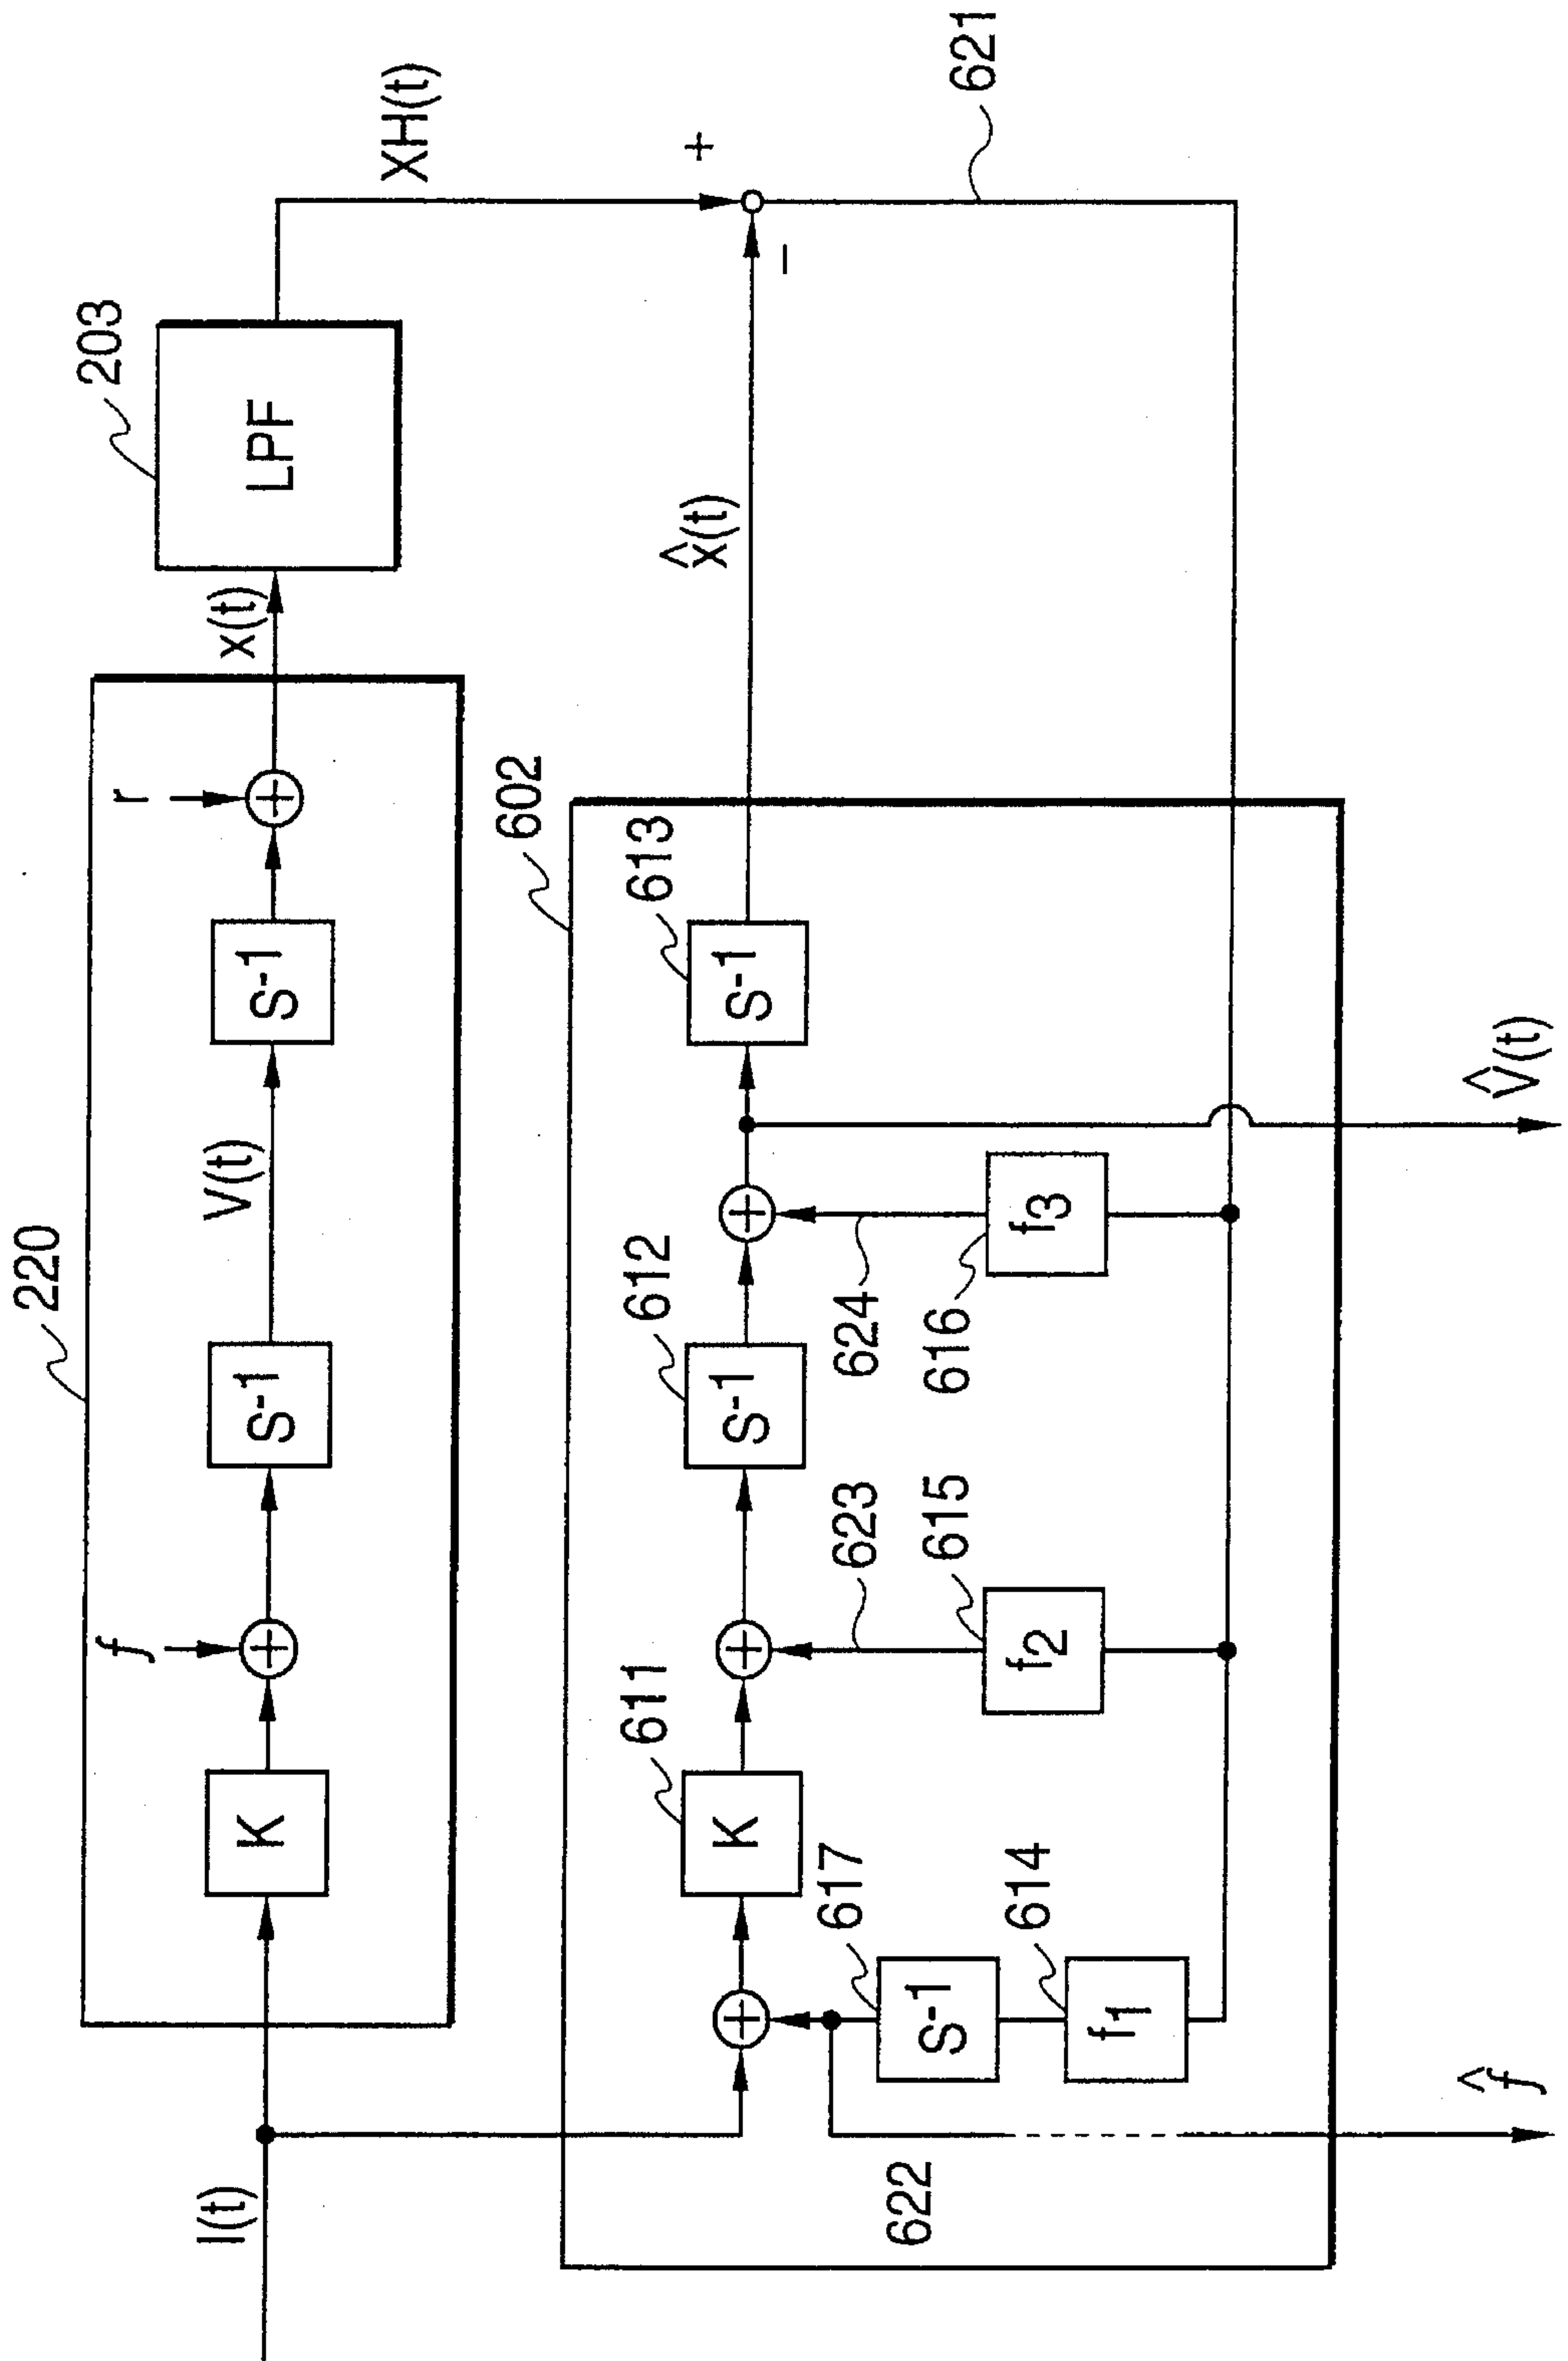 220
203
I(t)
K
f
S-1
V(t)
S-1
r
x(t)
LPF
XH(t)
+
−
602
611
K
612
S-1
613
S-1
x̂(t)
617
S-1
614
f1
623
615
f2
624
616
f3
622
621
f̂
V̂(t)